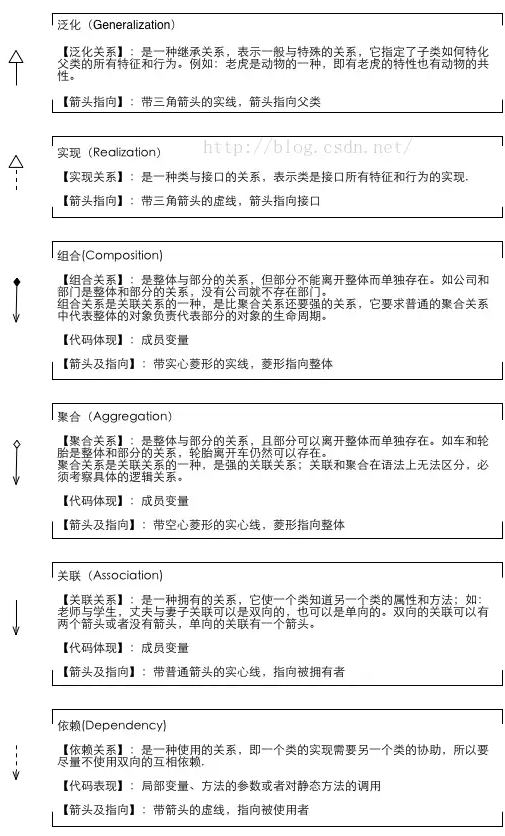 泛化（Generalization）
【泛化关系】：是一种继承关系，表示一般与特殊的关系，它指定了子类如何特化
父类的所有特征和行为。例如：老虎是动物的一种，即有老虎的特性也有动物的共
性。
【箭头指向】：带三角箭头的实线，箭头指向父类
http://blog.csdn.net/
实现（Realization）
【实现关系】：是一种类与接口的关系，表示类是接口所有特征和行为的实现.
【箭头指向】：带三角箭头的虚线，箭头指向接口
组合(Composition)
【组合关系】：是整体与部分的关系，但部分不能离开整体而单独存在。如公司和
部门是整体和部分的关系，没有公司就不存在部门。
组合关系是关联关系的一种，是比聚合关系还要强的关系，它要求普通的聚合关系
中代表整体的对象负责代表部分的对象的生命周期。
【代码体现】：成员变量
【箭头及指向】：带实心菱形的实线，菱形指向整体
聚合（Aggregation）
【聚合关系】：是整体与部分的关系，且部分可以离开整体而单独存在。如车和轮
胎是整体和部分的关系，轮胎离开车仍然可以存在。
聚合关系是关联关系的一种，是强的关联关系；关联和聚合在语法上无法区分，必
须考察具体的逻辑关系。
【代码体现】：成员变量
【箭头及指向】：带空心菱形的实心线，菱形指向整体
关联（Association)
【关联关系】：是一种拥有的关系，它使一个类知道另一个类的属性和方法；如：
老师与学生，丈夫与妻子关联可以是双向的，也可以是单向的。双向的关联可以有
两个箭头或者没有箭头，单向的关联有一个箭头。
【代码体现】：成员变量
【箭头及指向】：带普通箭头的实心线，指向被拥有者
依赖(Dependency)
【依赖关系】：是一种使用的关系，即一个类的实现需要另一个类的协助，所以要
尽量不使用双向的互相依赖.
【代码表现】：局部变量、方法的参数或者对静态方法的调用
【箭头及指向】：带箭头的虚线，指向被使用者